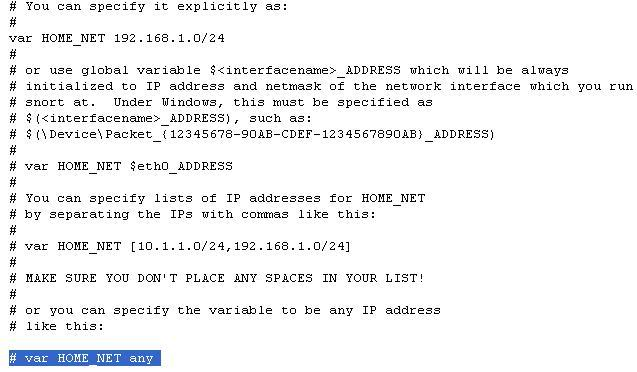 # You can specify it explicitly as:
#
var HOME_NET 192.168.1.0/24
#
# or use global variable $<interfacename>_ADDRESS which will be always
# initialized to IP address and netmask of the network interface which you run
# snort at.  Under Windows, this must be specified as
# $(<interfacename>_ADDRESS), such as:
# $(\Device\Packet_{12345678-90AB-CDEF-1234567890AB}_ADDRESS)
#
# var HOME_NET $eth0_ADDRESS
#
# You can specify lists of IP addresses for HOME_NET
# by separating the IPs with commas like this:
#
# var HOME_NET [10.1.1.0/24,192.168.1.0/24]
#
# MAKE SURE YOU DON'T PLACE ANY SPACES IN YOUR LIST!
#
# or you can specify the variable to be any IP address
# like this:
# var HOME_NET any